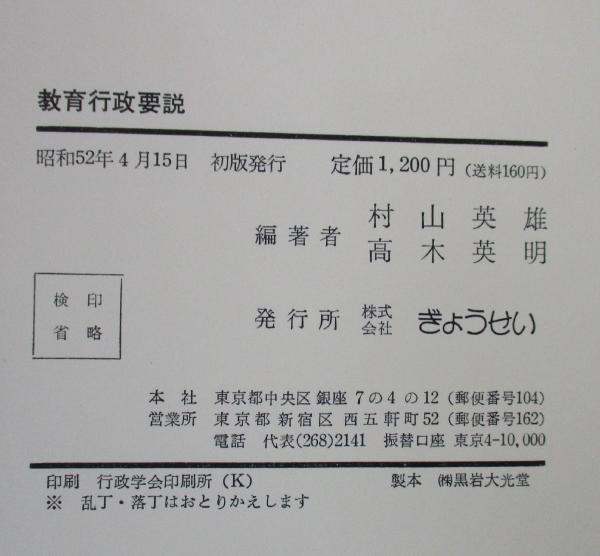 教育行政要説
昭和52年4月15日 初版発行 定価1,200円 (送料160円)
編著者 村山英雄
高木英明
検印
省略
発行所 株式会社 ぎょうせい
本社 東京都中央区銀座7の4の12 (郵便番号104)
営業所 東京都新宿区西五軒町52 (郵便番号162)
電話 代表(268)2141 振替口座 東京4-10,000
印刷 行政学会印刷所 (K) 製本 ㈱黒岩大光堂
※ 乱丁・落丁はおとりかえします